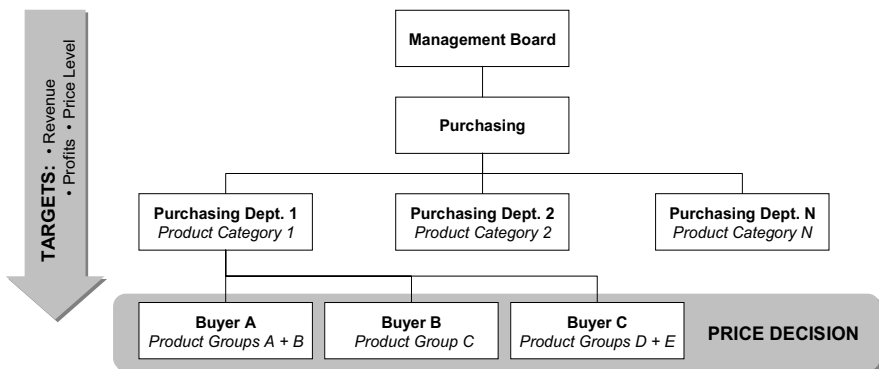 TARGETS: • Revenue
• Profits • Price Level
Management Board
Purchasing
Purchasing Dept. 1
Product Category 1
Purchasing Dept. 2
Product Category 2
Purchasing Dept. N
Product Category N
Buyer A
Product Groups A + B
Buyer B
Product Group C
Buyer C
Product Groups D + E
PRICE DECISION